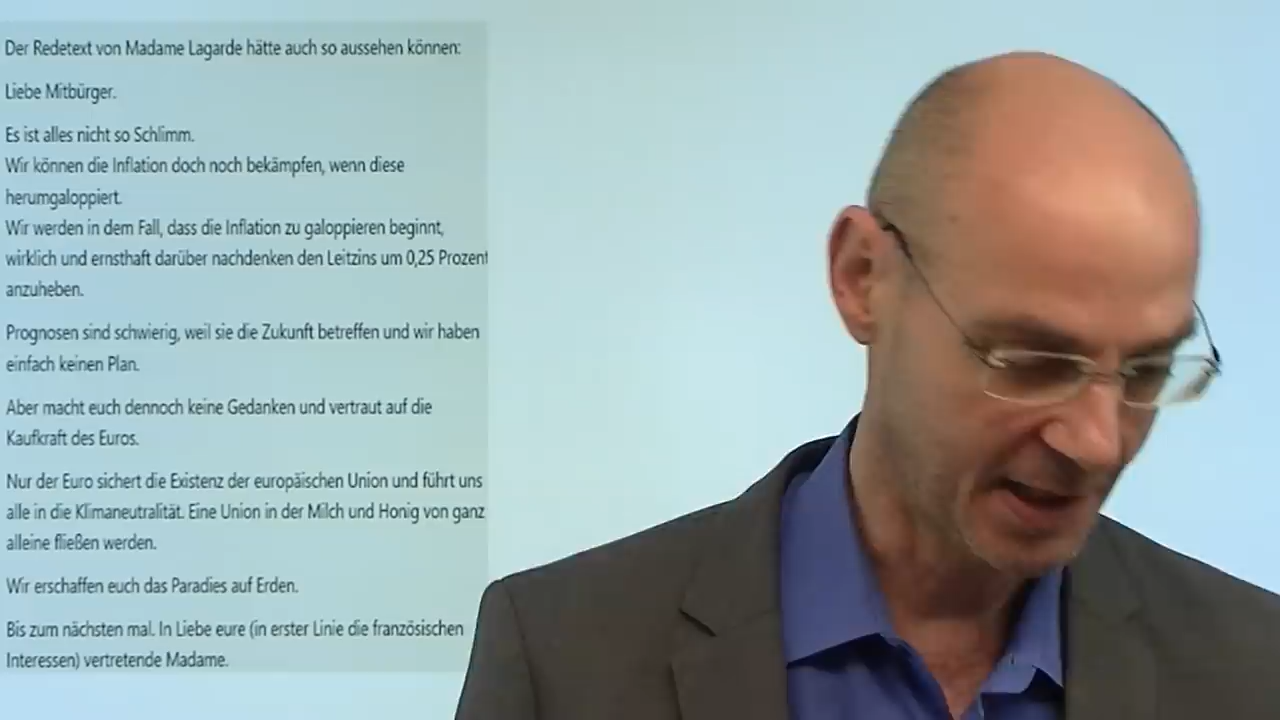 Der Redetext von Madame Lagarde hätte auch so aussehen können:
Liebe Mitbürger.
Es ist alles nicht so Schlimm.
Wir können die Inflation doch noch bekämpfen, wenn diese
herumgaloppiert.
Wir werden in dem Fall, dass die Inflation zu galoppieren beginnt,
wirklich und ernsthaft darüber nachdenken den Leitzins um 0,25 Prozent
anzuheben.
Prognosen sind schwierig, weil sie die Zukunft betreffen und wir haben
einfach keinen Plan.
Aber macht euch dennoch keine Gedanken und vertraut auf die
Kaufkraft des Euros.
Nur der Euro sichert die Existenz der europäischen Union und führt uns
alle in die Klimaneutralität. Eine Union in der Milch und Honig von ganz
alleine fließen werden.
Wir erschaffen euch das Paradies auf Erden.
Bis zum nächsten mal. In Liebe eure (in erster Linie die französischen
Interessen) vertretende Madame.